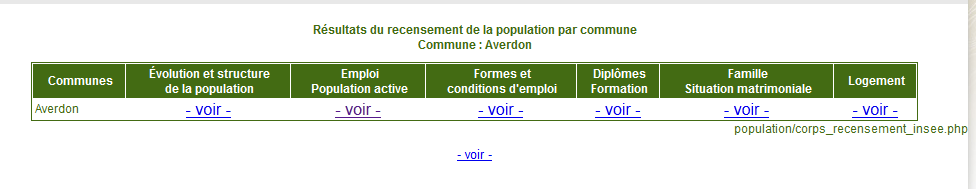 Résultats du recensement de la population par commune
Commune : Averdon
Communes
Évolution et structure
de la population
Emploi
Population active
Formes et
conditions d'emploi
Diplômes
Formation
Famille
Situation matrimoniale
Logement
Averdon
- voir -
- voir -
- voir -
- voir -
- voir -
- voir -
population/corps_recensement_insee.php
- voir -